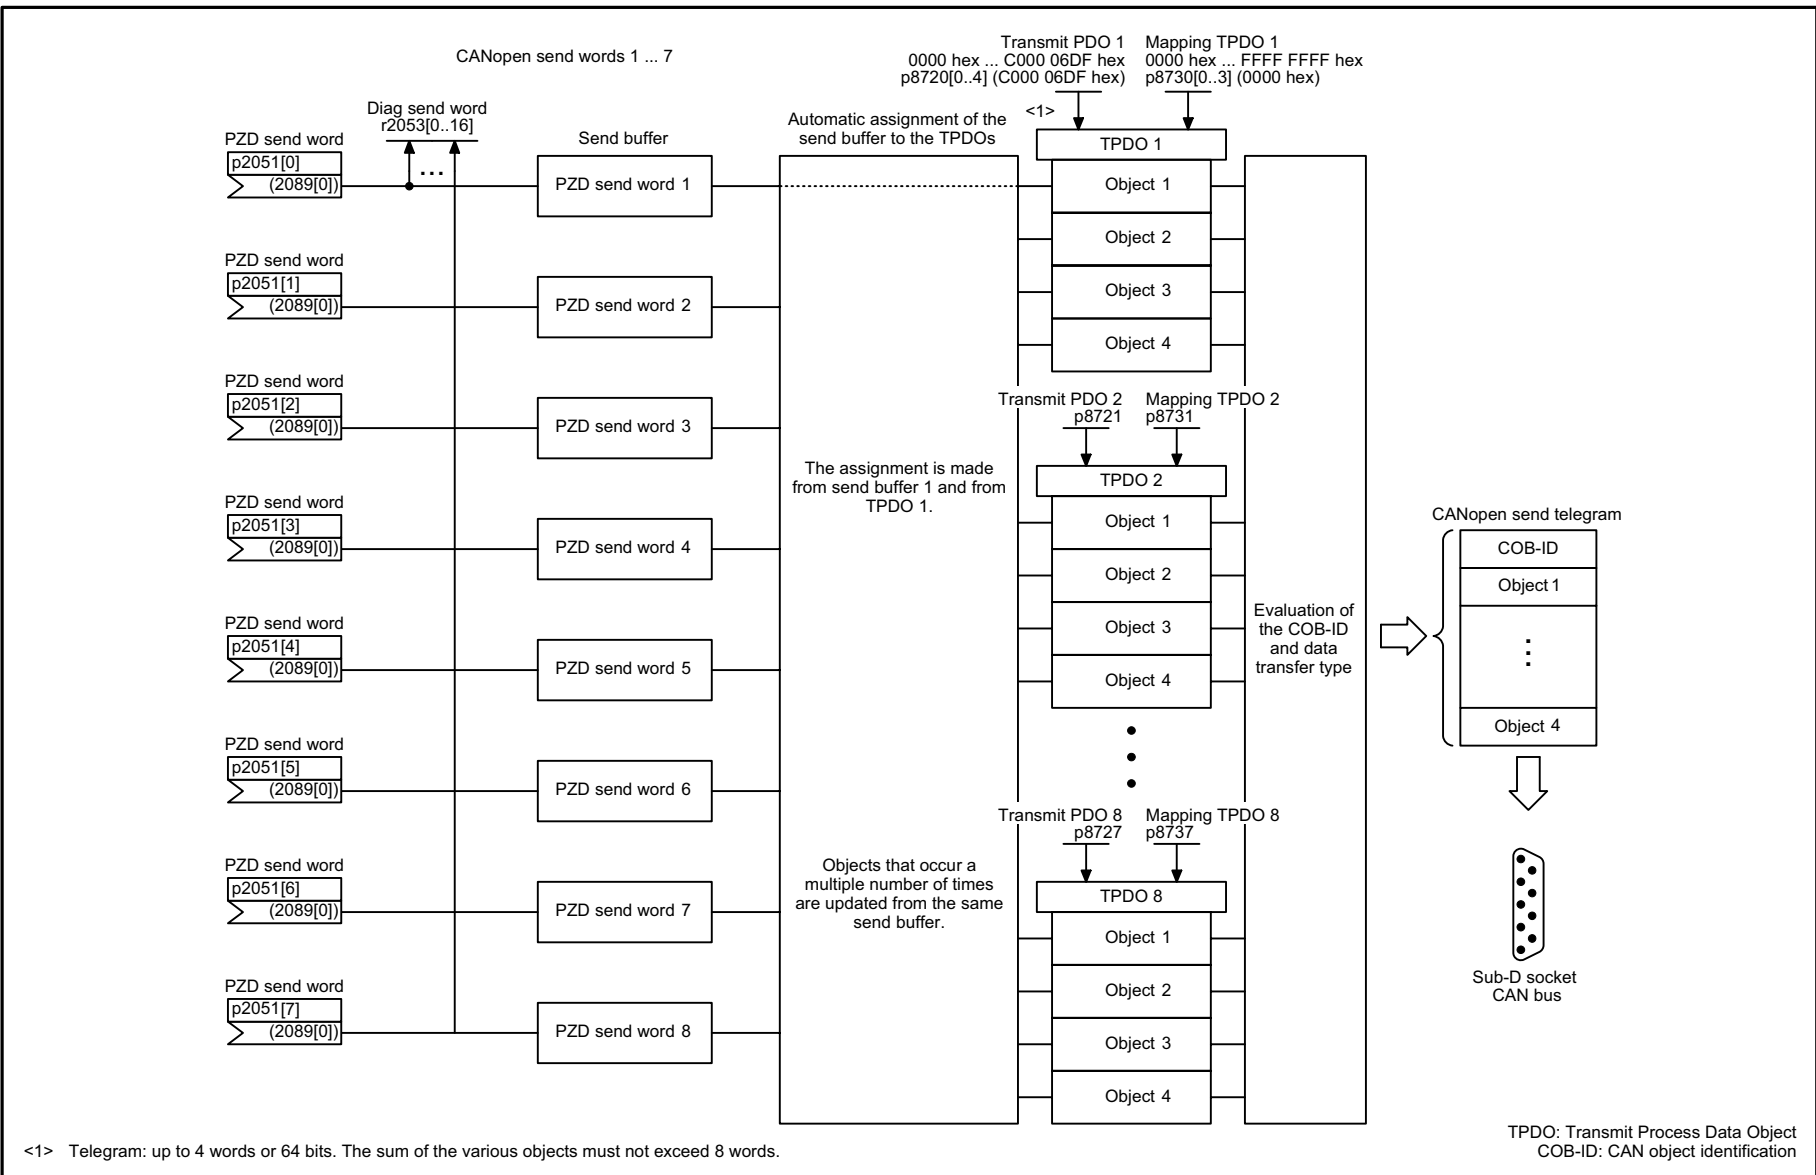 CANopen send words 1 ... 7
Transmit PDO 1
0000 hex ... C000 06DF hex
p8720[0..4] (C000 06DF hex)
Mapping TPDO 1
0000 hex ... FFFF FFFF hex
p8730[0..3] (0000 hex)
<1>
Diag send word
r2053[0..16]
...
Send buffer
Automatic assignment of the
send buffer to the TPDOs
PZD send word
p2051[0]
(2089[0])
PZD send word 1
PZD send word
p2051[1]
(2089[0])
PZD send word 2
PZD send word
p2051[2]
(2089[0])
PZD send word 3
PZD send word
p2051[3]
(2089[0])
PZD send word 4
PZD send word
p2051[4]
(2089[0])
PZD send word 5
PZD send word
p2051[5]
(2089[0])
PZD send word 6
PZD send word
p2051[6]
(2089[0])
PZD send word 7
PZD send word
p2051[7]
(2089[0])
PZD send word 8
The assignment is made
from send buffer 1 and from
TPDO 1.
Objects that occur a
multiple number of times
are updated from the same
send buffer.
TPDO 1
Object 1
Object 2
Object 3
Object 4
Transmit PDO 2
p8721
Mapping TPDO 2
p8731
TPDO 2
Object 1
Object 2
Object 3
Object 4
Transmit PDO 8
p8727
Mapping TPDO 8
p8737
TPDO 8
Object 1
Object 2
Object 3
Object 4
Evaluation of
the COB-ID
and data
transfer type
CANopen send telegram
COB-ID
Object 1
Object 4
Sub-D socket
CAN bus
<1> Telegram: up to 4 words or 64 bits. The sum of the various objects must not exceed 8 words.
TPDO: Transmit Process Data Object
COB-ID: CAN object identification